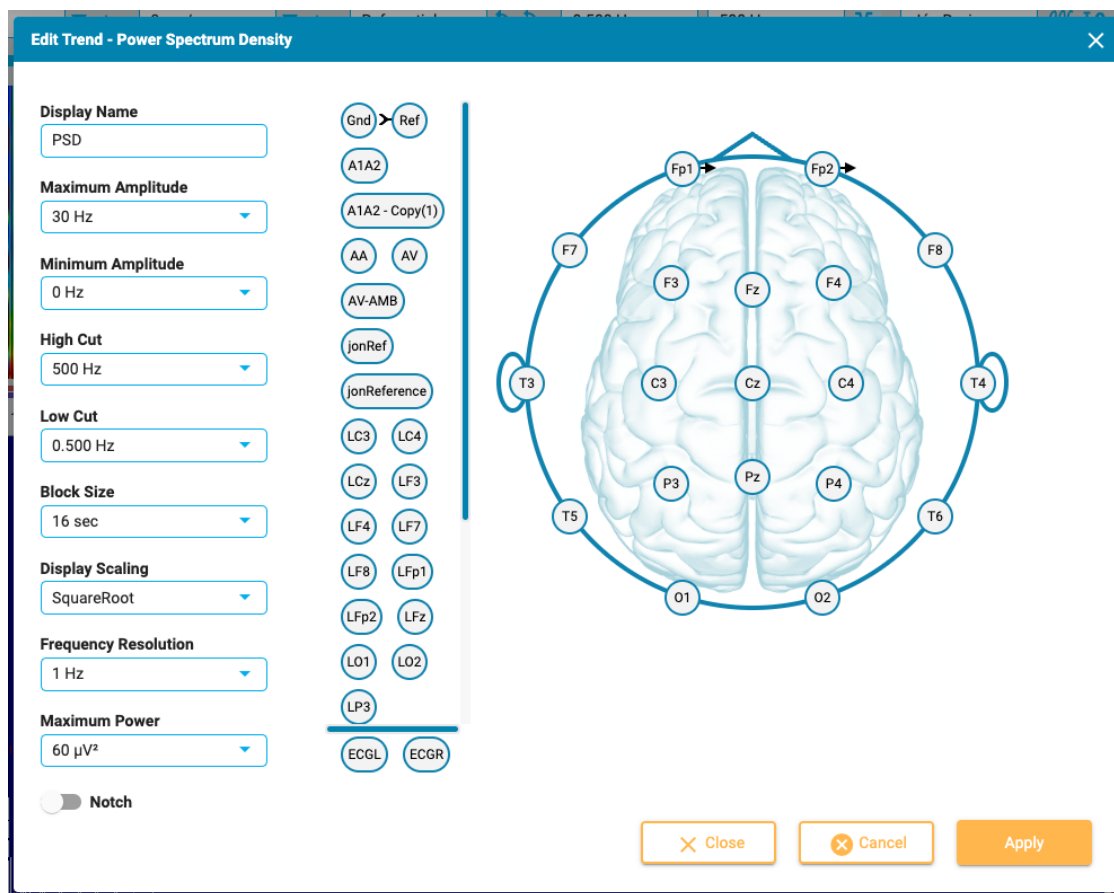 Edit Trend - Power Spectrum Density
Display Name
PSD
Maximum Amplitude
30 Hz
Minimum Amplitude
0 Hz
High Cut
500 Hz
Low Cut
0.500 Hz
Block Size
16 sec
Display Scaling
SquareRoot
Frequency Resolution
1 Hz
Maximum Power
60 µV²
Notch
Gnd Ref
A1A2
A1A2 - Copy(1)
AA AV
AV-AMB
jonRef
jonReference
LC3 LC4
LCz LF3
LF4 LF7
LF8 LFp1
LFp2 LFz
LO1 LO2
LP3
ECGL ECGR
Fp1 Fp2
F7 F8
F3 Fz F4
T3 C3 Cz C4 T4
P3 Pz P4
T5 T6
O1 O2
Close Cancel Apply